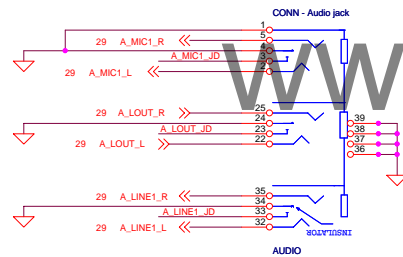 CONN - Audio jack
1
29 A_MIC1_R 5
4
A_MIC1_JD 3
29 A_MIC1_L 2
WW
29 A_LOUT_R 25
24
A_LOUT_JD 23
29 A_LOUT_L 22
39
38
37
36
29 A_LINE1_R 35
34
A_LINE1_JD 33
29 A_LINE1_L 32
INSULATOR
AUDIO